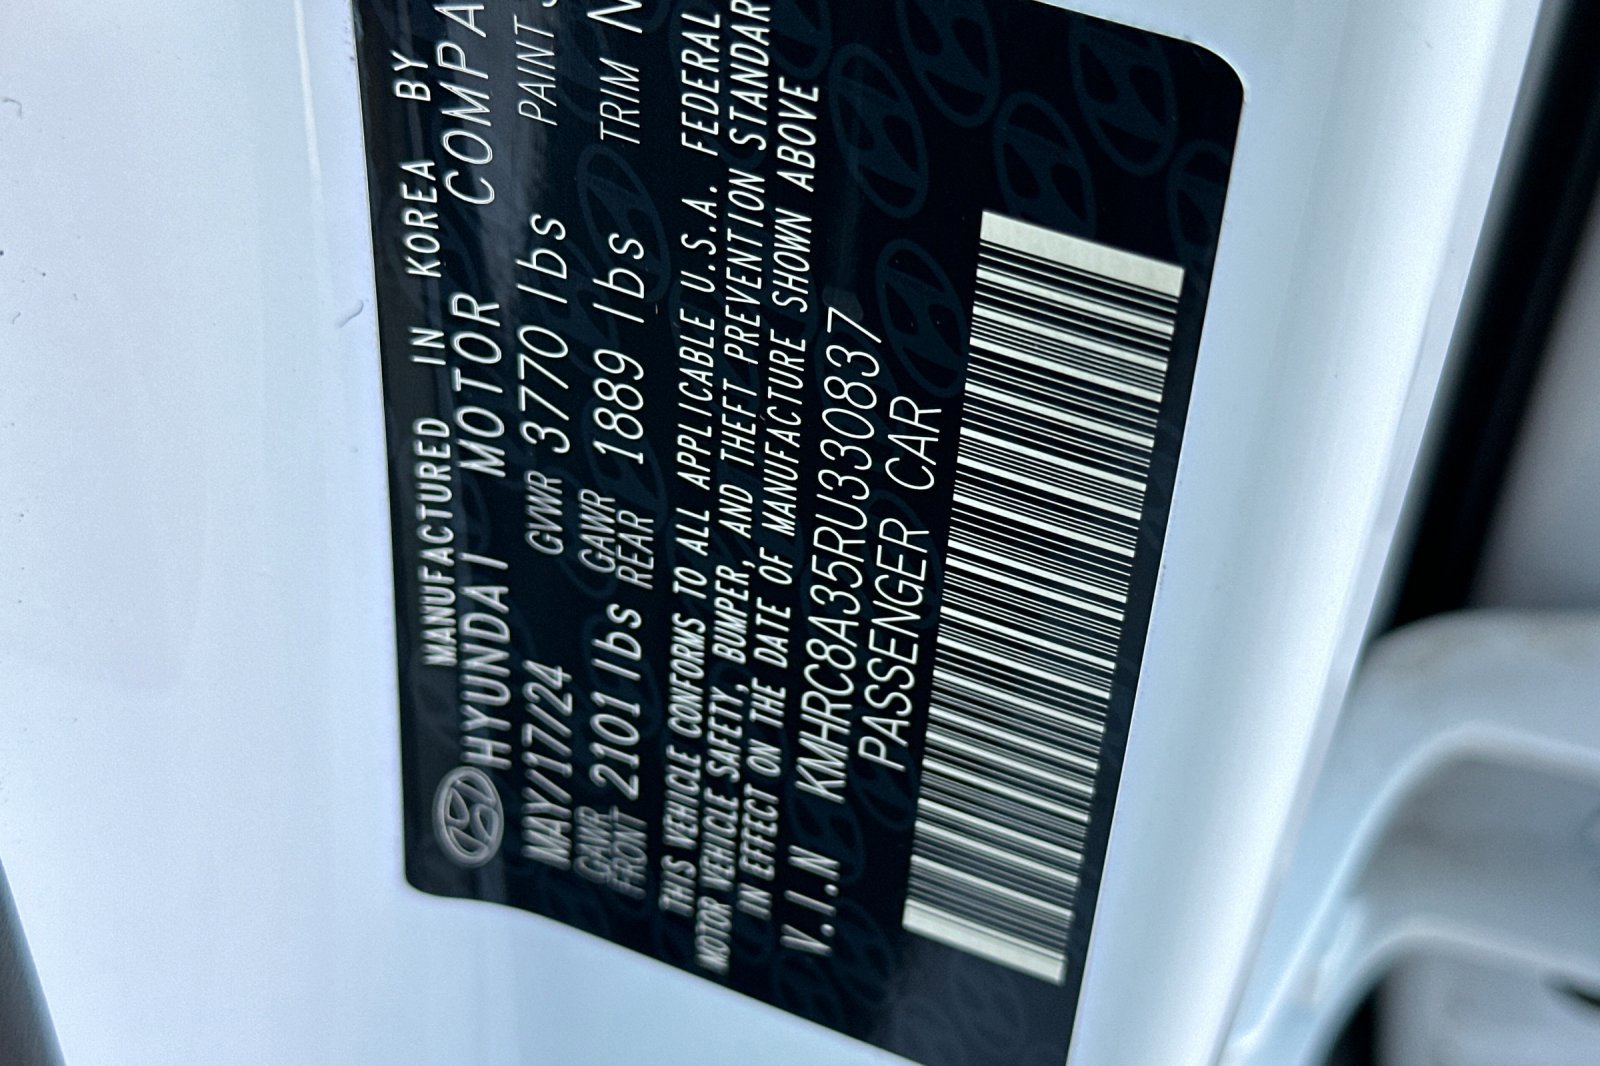 MANUFACTURED IN KOREA BY
HYUNDAI MOTOR COMPA
MAY/17/24 GVWR 3770 lbs PAINT
GAWR FRONT 2101 lbs GAWR REAR 1889 lbs TRIM N
THIS VEHICLE CONFORMS TO ALL APPLICABLE U.S.A. FEDERAL
MOTOR VEHICLE SAFETY, BUMPER, AND THEFT PREVENTION STANDAR
IN EFFECT ON THE DATE OF MANUFACTURE SHOWN ABOVE
V.I.N KMHRC8A35RU330837
PASSENGER CAR